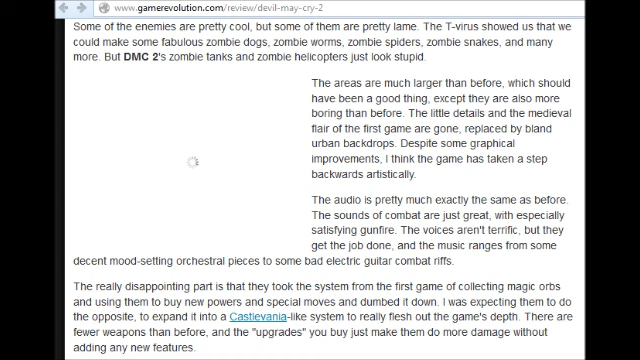 www.gamerevolution.com/review/devil-may-cry-2
Some of the enemies are pretty cool, but some of them are pretty lame. The T-virus showed us that we
could make some fabulous zombie dogs, zombie worms, zombie spiders, zombie snakes, and many
more. But DMC 2's zombie tanks and zombie helicopters just look stupid.
The areas are much larger than before, which should
have been a good thing, except they are also more
boring than before. The little details and the medieval
flair of the first game are gone, replaced by bland
urban backdrops. Despite some graphical
improvements, I think the game has taken a step
backwards artistically.
The audio is pretty much exactly the same as before.
The sounds of combat are just great, with especially
satisfying gunfire. The voices aren't terrific, but they
get the job done, and the music ranges from some
decent mood-setting orchestral pieces to some bad electric guitar combat riffs.
The really disappointing part is that they took the system from the first game of collecting magic orbs
and using them to buy new powers and special moves and dumbed it down. I was expecting them to do
the opposite, to expand it into a Castlevania-like system to really flesh out the game's depth. There are
fewer weapons than before, and the "upgrades" you buy just make them do more damage without
adding any new features.